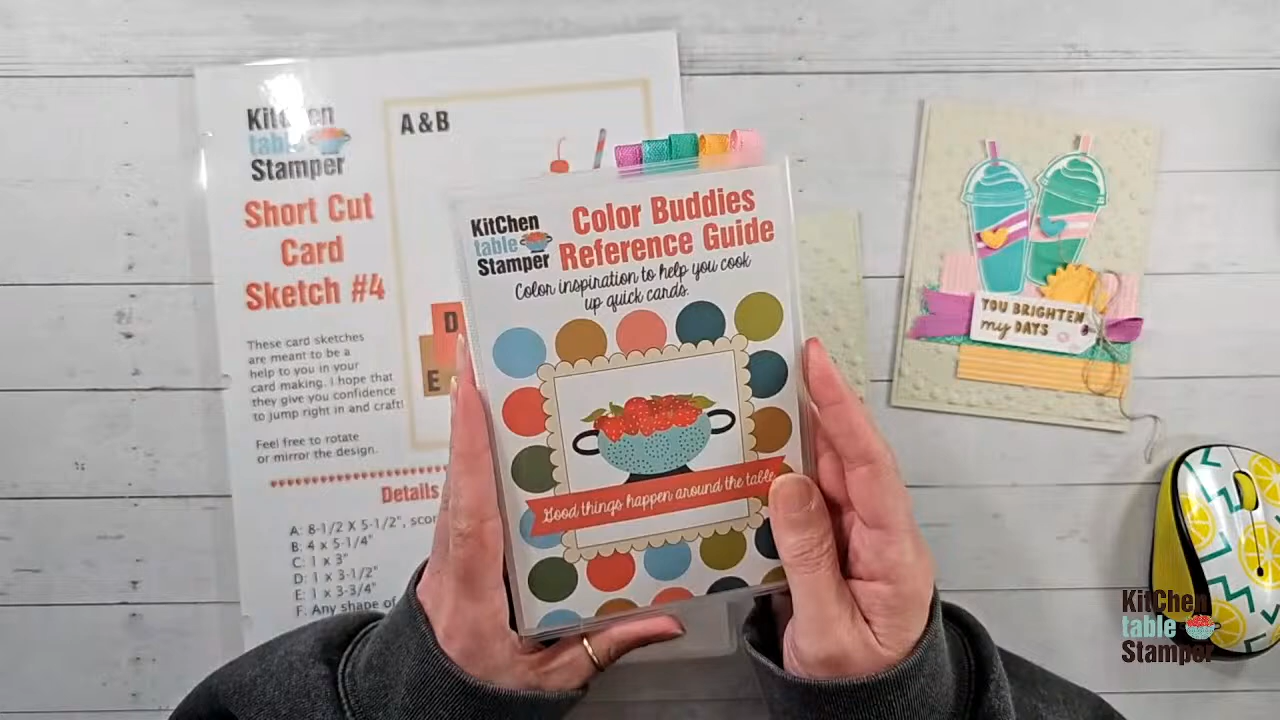 KitChen
table
Stamper
Short Cut
Card
Sketch #4
These card sketches
are meant to be a
help to you in your
card making. I hope that
they give you confidence
to jump right in and craft!
Feel free to rotate
or mirror the design.
Details
A: 8-1/2 X 5-1/2", scor
B: 4 x 5-1/4"
C: 1 x 3"
D: 1 x 3-1/2"
E: 1 x 3-3/4"
F. Any shape of
A & B
D
E
KitChen
table
Stamper
Color Buddies
Reference Guide
Color inspiration to help you cook
up quick cards.
Good things happen around the table
YOU BRIGHTEN
my DAYS
KitChen
table
Stamper